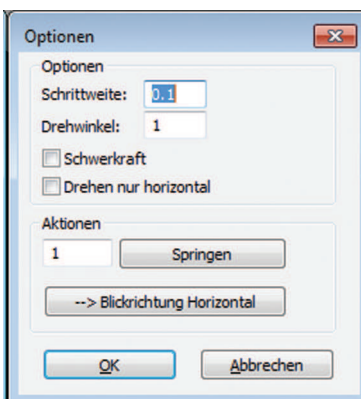 Optionen
Optionen
Schrittweite: 0.1
Drehwinkel: 1
Schwerkraft
Drehen nur horizontal
Aktionen
1 Springen
--> Blickrichtung Horizontal
OK Abbrechen